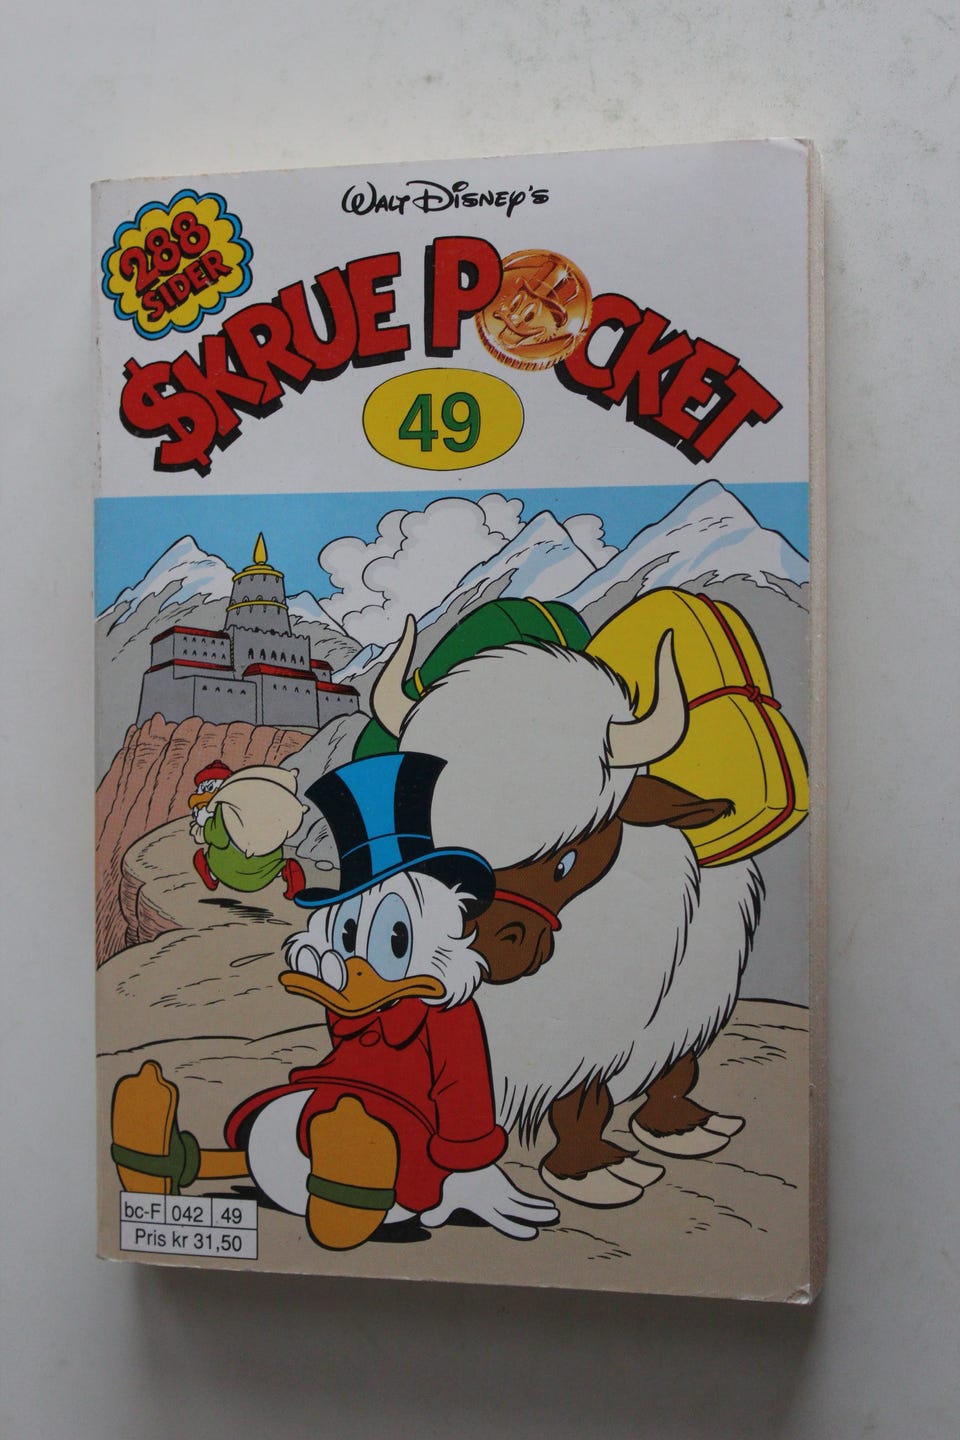 Walt Disney's
288
SIDER
$KRUE POCKET
49
bc-F 042 49
Pris kr 31,50